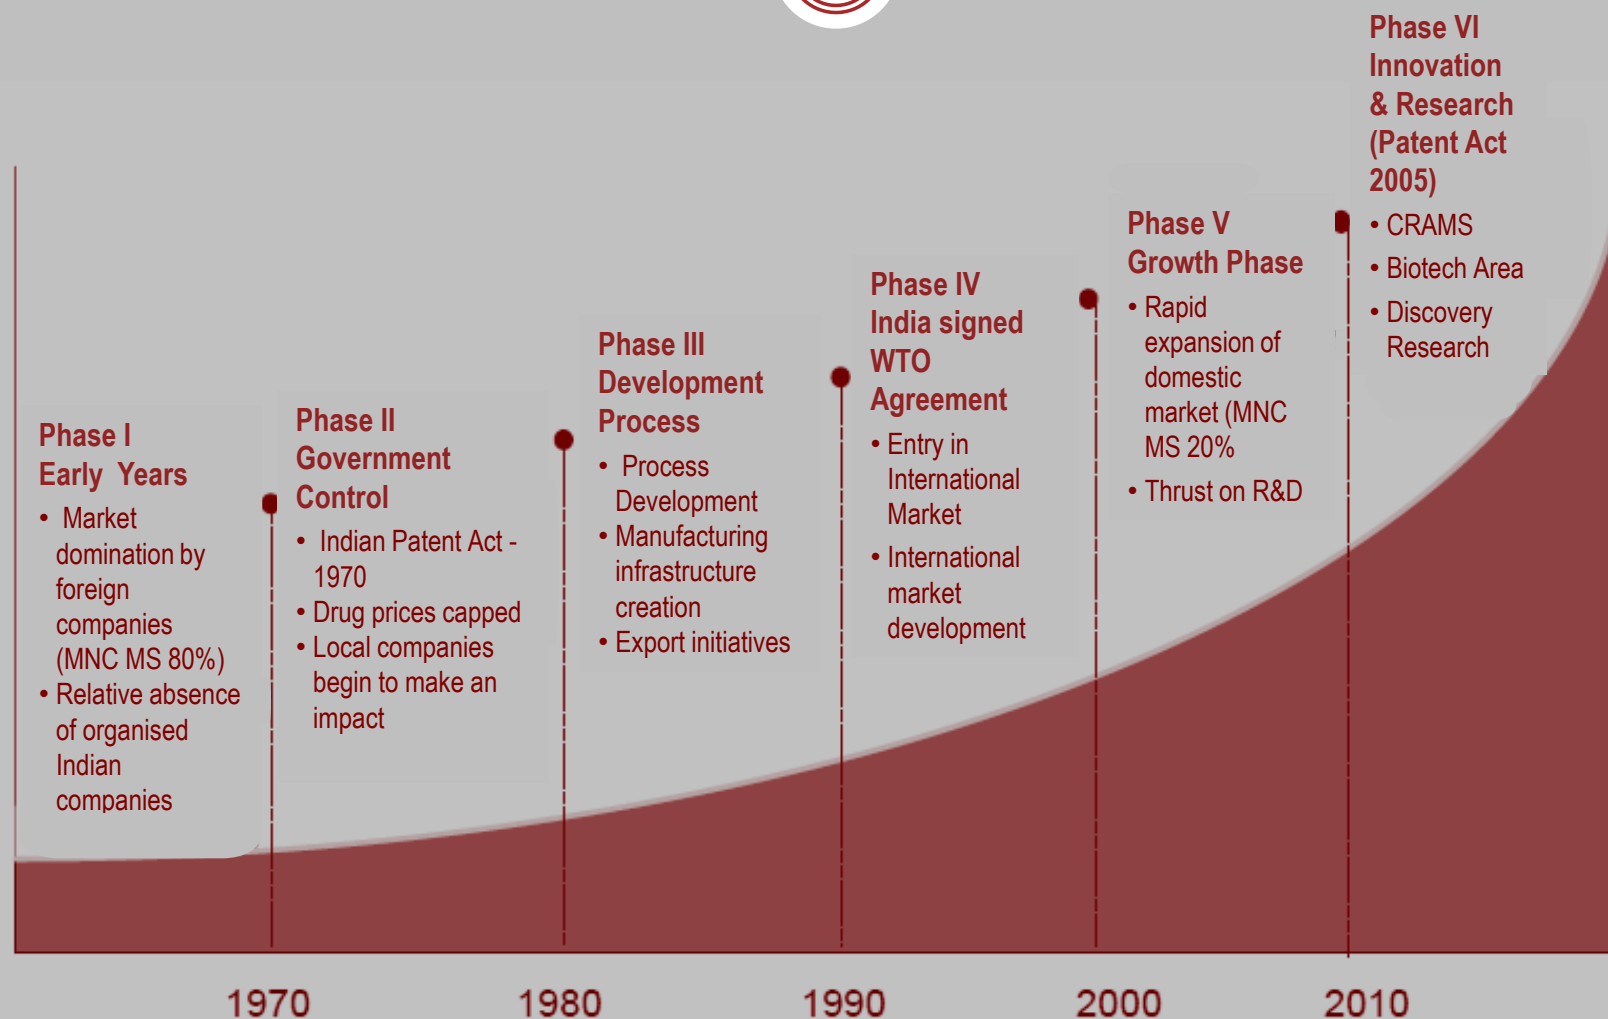 Phase I
Early Years
• Market
domination by
foreign
companies
(MNC MS 80%)
• Relative absence
of organised
Indian
companies
Phase II
Government
Control
• Indian Patent Act -
1970
• Drug prices capped
• Local companies
begin to make an
impact
Phase III
Development
Process
• Process
Development
• Manufacturing
infrastructure
creation
• Export initiatives
Phase IV
India signed
WTO
Agreement
• Entry in
International
Market
• International
market
development
Phase V
Growth Phase
• Rapid
expansion of
domestic
market (MNC
MS 20%
• Thrust on R&D
Phase VI
Innovation
& Research
(Patent Act
2005)
• CRAMS
• Biotech Area
• Discovery
Research
1970
1980
1990
2000
2010